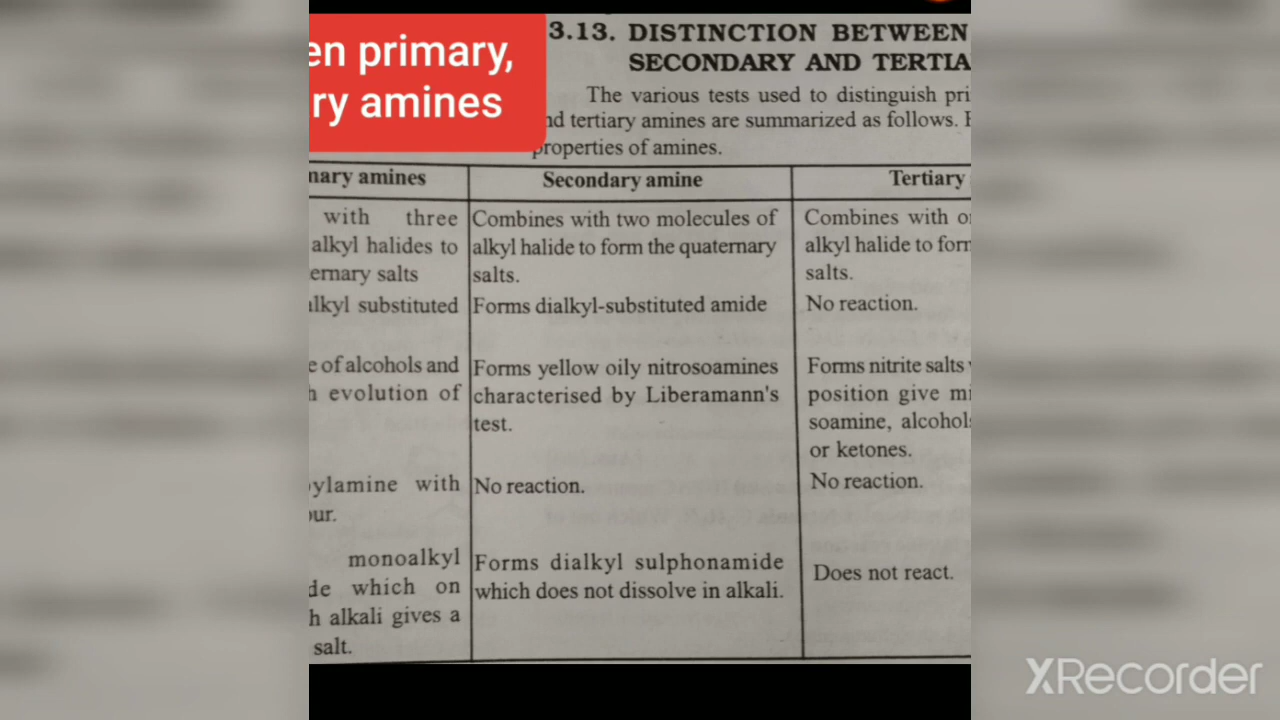 en primary,
ry amines
3.13. DISTINCTION BETWEEN
SECONDARY AND TERTIA
The various tests used to distinguish pri
nd tertiary amines are summarized as follows.
properties of amines.
nary amines
with three
alkyl halides to
ernary salts
alkyl substituted
e of alcohols and
h evolution of
ylamine with
our.
monoalkyl
de which on
h alkali gives a
salt.
Secondary amine
Combines with two molecules of
alkyl halide to form the quaternary
salts.
Forms dialkyl-substituted amide
Forms yellow oily nitrosoamines
characterised by Liberamann's
test.
No reaction.
Forms dialkyl sulphonamide
which does not dissolve in alkali.
Tertiary
Combines with o
alkyl halide to for
salts.
No reaction.
Forms nitrite salts
position give mi
soamine, alcohol
or ketones.
No reaction.
Does not react.
XRecorder